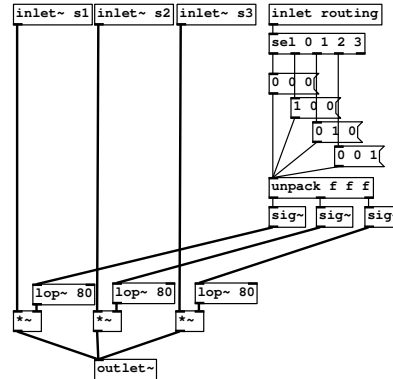 inlet~ s1 inlet~ s2 inlet~ s3 inlet routing
sel 0 1 2 3
0 0 0
1 0 0
0 1 0
0 0 1
unpack f f f
sig~ sig~ sig~
lop~ 80 lop~ 80 lop~ 80
*~ *~ *~
outlet~